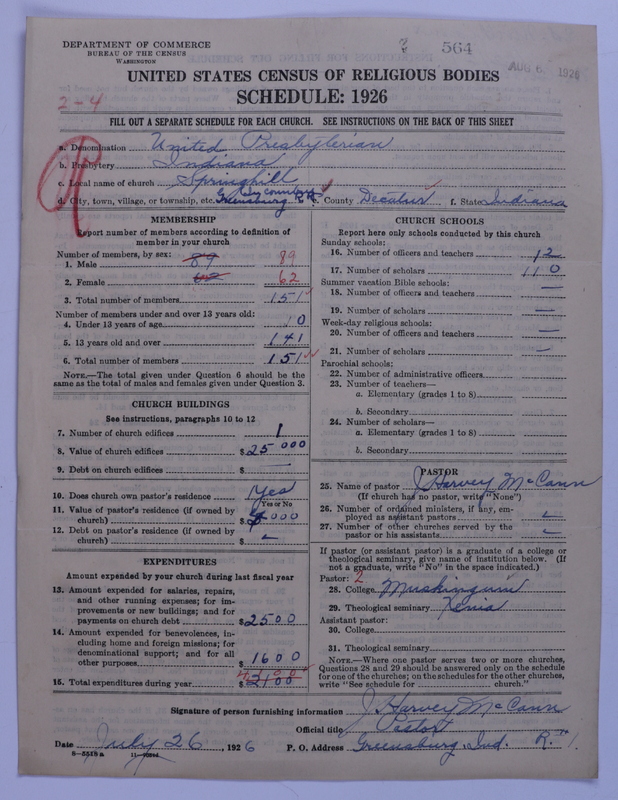 DEPARTMENT OF COMMERCE
BUREAU OF THE CENSUS
WASHINGTON
564
AUG 6 1926
UNITED STATES CENSUS OF RELIGIOUS BODIES
SCHEDULE: 1926
2-4
FILL OUT A SEPARATE SCHEDULE FOR EACH CHURCH. SEE INSTRUCTIONS ON THE BACK OF THIS SHEET
a. Denomination United Presbyterian
b. Presbytery Indiana
c. Local name of church Springhill
d. City, town, village, or township, etc. Greensburg R.R. e. County Decatur f. State Indiana
MEMBERSHIP
Report number of members according to definition of
member in your church
Number of members, by sex:
1. Male 89 89
2. Female 62 62
3. Total number of members 151
Number of members under and over 13 years old:
4. Under 13 years of age 10
5. 13 years old and over 141
6. Total number of members 151
NOTE.—The total given under Question 6 should be
same as the total of males and females given under Question 3.
CHURCH BUILDINGS
See instructions, paragraphs 10 to 12
7. Number of church edifices 1
8. Value of church edifices $25000
9. Debt on church edifices $ —
10. Does church own pastor's residence Yes
Yes or No
11. Value of pastor's residence (if owned by
church) $ 000
12. Debt on pastor's residence (if owned by
church) $ –
EXPENDITURES
Amount expended by your church during last fiscal year
13. Amount expended for salaries, repairs,
and other running expenses; for im-
provements or new buildings; and for
payments on church debt $2500
14. Amount expended for benevolences, in-
cluding home and foreign missions; for
denominational support; and for all
other purposes 1600
4100
15. Total expenditures during year $2100
CHURCH SCHOOLS
Report here only schools conducted by this church
Sunday schools:
16. Number of officers and teachers 12
17. Number of scholars 110
Summer vacation Bible schools:
18. Number of officers and teachers —
19. Number of scholars —
Week-day religious schools:
20. Number of officers and teachers —
21. Number of scholars —
Parochial schools:
22. Number of administrative officers
23. Number of teachers—
a. Elementary (grades 1 to 8)
b. Secondary
24. Number of scholars—
a. Elementary (grades 1 to 8)
b. Secondary
PASTOR
25. Name of pastor J Harvey McCann
(If church has no pastor, write "None")
26. Number of ordained ministers, if any, em-
ployed as assistant pastors –
27. Number of other churches served by the
pastor or his assistants –
If pastor (or assistant pastor) is a graduate of a college or
theological seminary, give name of institution below. (If
not a graduate, write "No" in the space indicated.)
Pastor: 2
28. College Muskingum
29. Theological seminary Xenia
Assistant pastor:
30. College
31. Theological seminary
NOTE.—Where one pastor serves two or more churches,
Questions 28 and 29 should be answered only on the schedule
for one of the churches; on the schedules for the other churches,
write "See schedule for church."
Signature of person furnishing information J Harvey McCann
Official title Pastor
Date July 26, 1926 P. O. Address Greensburg, Ind. R. 1.